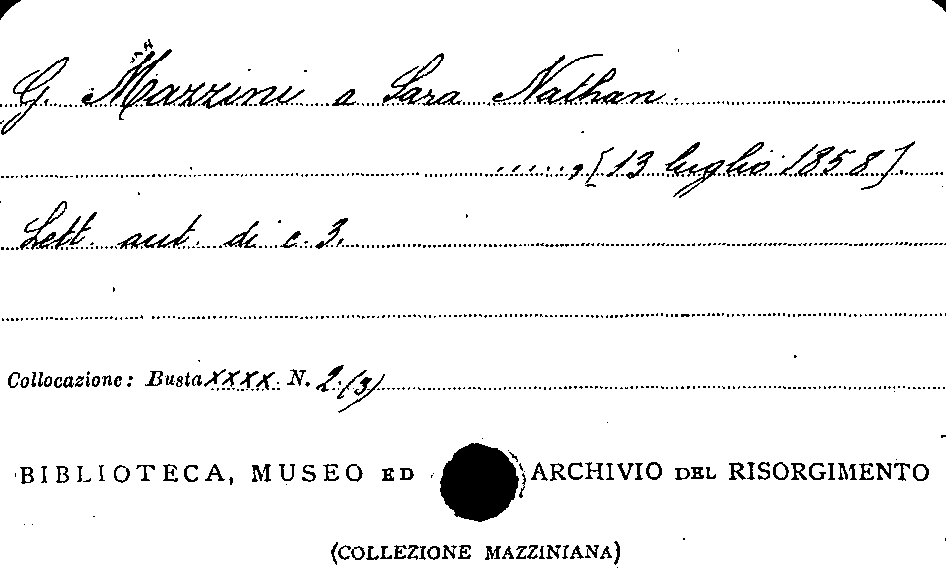 G. Mazzini a Sara Nathan.
....., [13 luglio 1858].
Lett. aut. di c. 3.
Collocazione: Busta XXXX. N. 2.(3)
BIBLIOTECA, MUSEO ED ARCHIVIO DEL RISORGIMENTO
(COLLEZIONE MAZZINIANA)